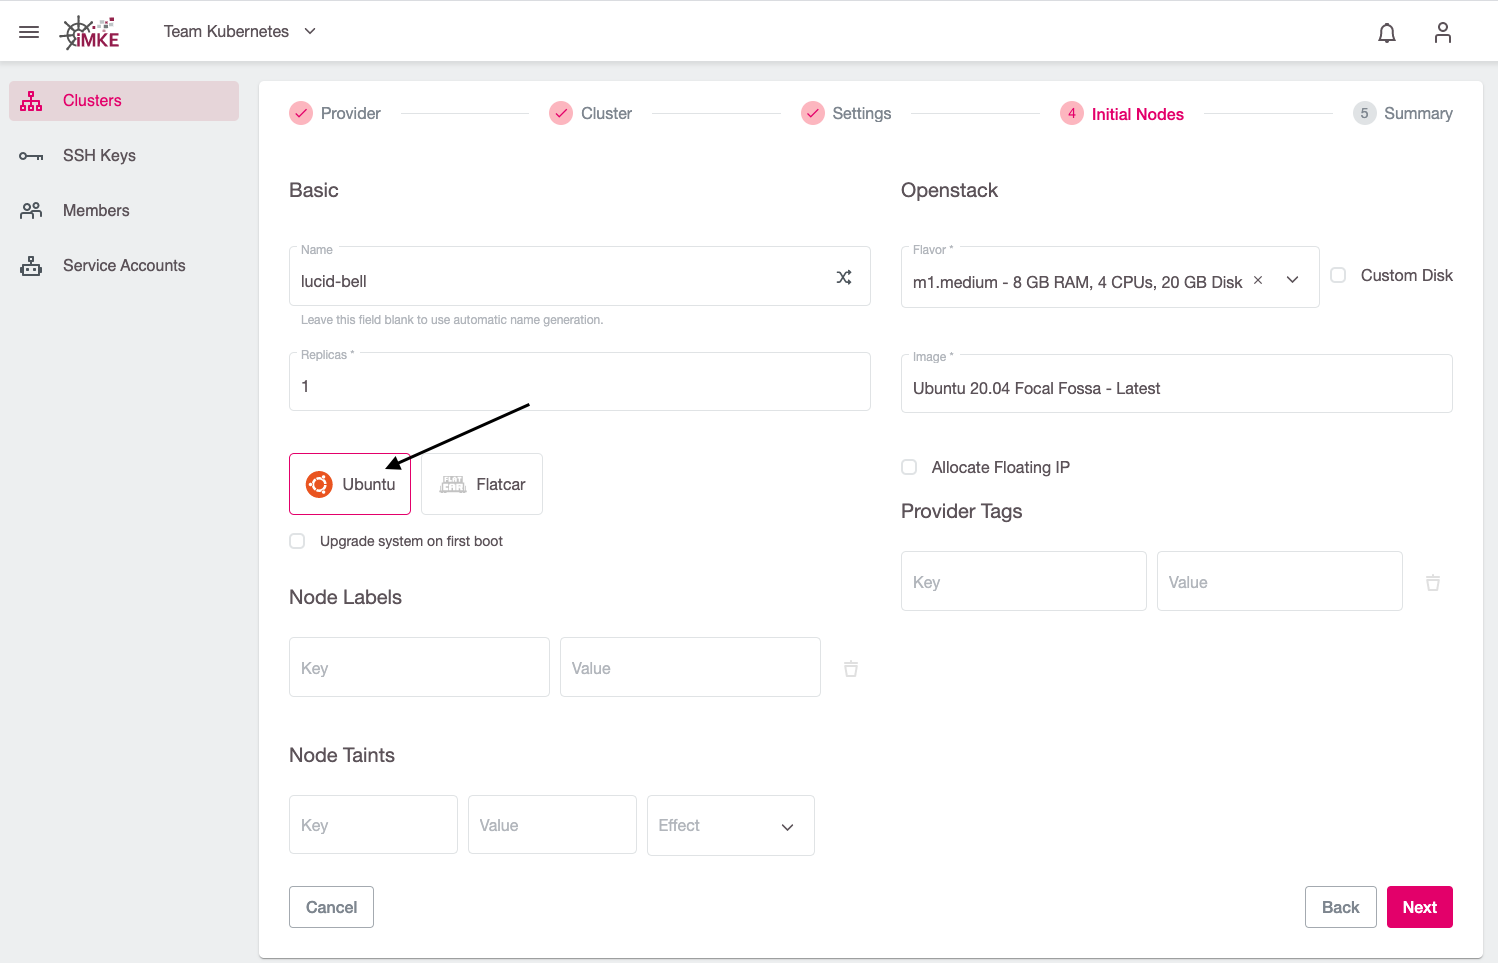 iMKE
Team Kubernetes
Clusters
SSH Keys
Members
Service Accounts
Provider
Cluster
Settings
4 Initial Nodes
5 Summary
Basic
Name
lucid-bell
Leave this field blank to use automatic name generation.
Replicas *
1
Ubuntu
FLAT CAR Flatcar
Upgrade system on first boot
Node Labels
Key Value
Node Taints
Key Value Effect
Openstack
Flavor *
m1.medium - 8 GB RAM, 4 CPUs, 20 GB Disk
Custom Disk
Image *
Ubuntu 20.04 Focal Fossa - Latest
Allocate Floating IP
Provider Tags
Key Value
Cancel
Back
Next